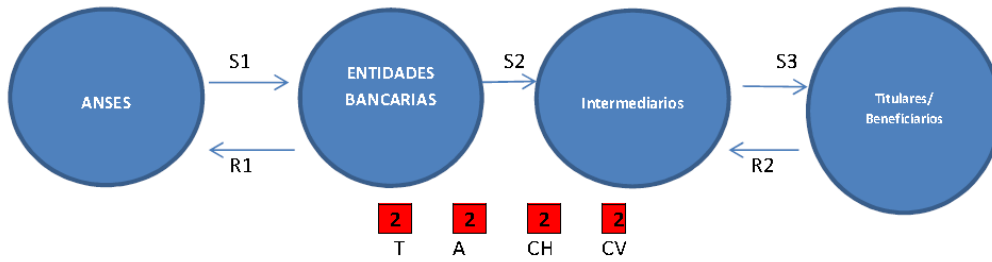 S1
S2
S3
ANSES
ENTIDADES
BANCARIAS
Intermediarios
Titulares/
Beneficiarios
R1
R2
2 2 2 2
T A CH CV